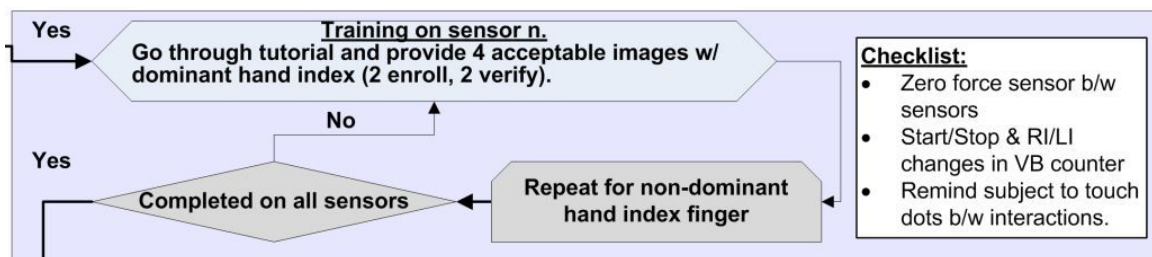 Yes
Training on sensor n.
Go through tutorial and provide 4 acceptable images w/
dominant hand index (2 enroll, 2 verify).
No
Yes
Completed on all sensors
Repeat for non-dominant
hand index finger
Checklist:
• Zero force sensor b/w
sensors
• Start/Stop & RI/LI
changes in VB counter
• Remind subject to touch
dots b/w interactions.